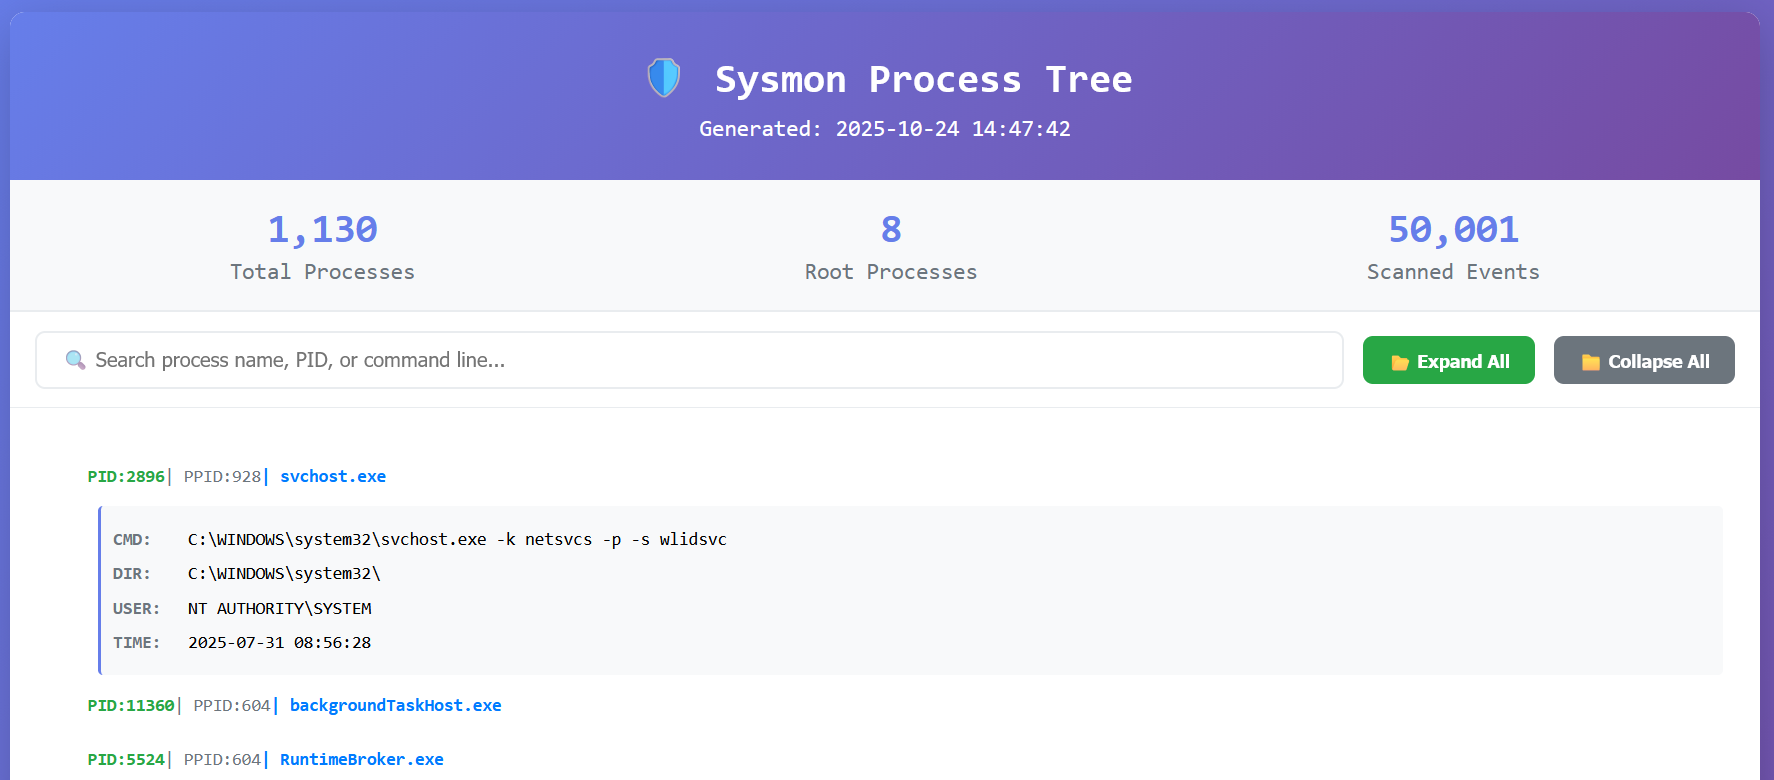 Sysmon Process Tree
Generated: 2025-10-24 14:47:42
1,130
Total Processes
8
Root Processes
50,001
Scanned Events
Search process name, PID, or command line...
Expand All
Collapse All
PID:2896| PPID:928| svchost.exe
CMD: C:\WINDOWS\system32\svchost.exe -k netsvcs -p -s wlidsvc
DIR: C:\WINDOWS\system32\
USER: NT AUTHORITY\SYSTEM
TIME: 2025-07-31 08:56:28
PID:11360| PPID:604| backgroundTaskHost.exe
PID:5524| PPID:604| RuntimeBroker.exe